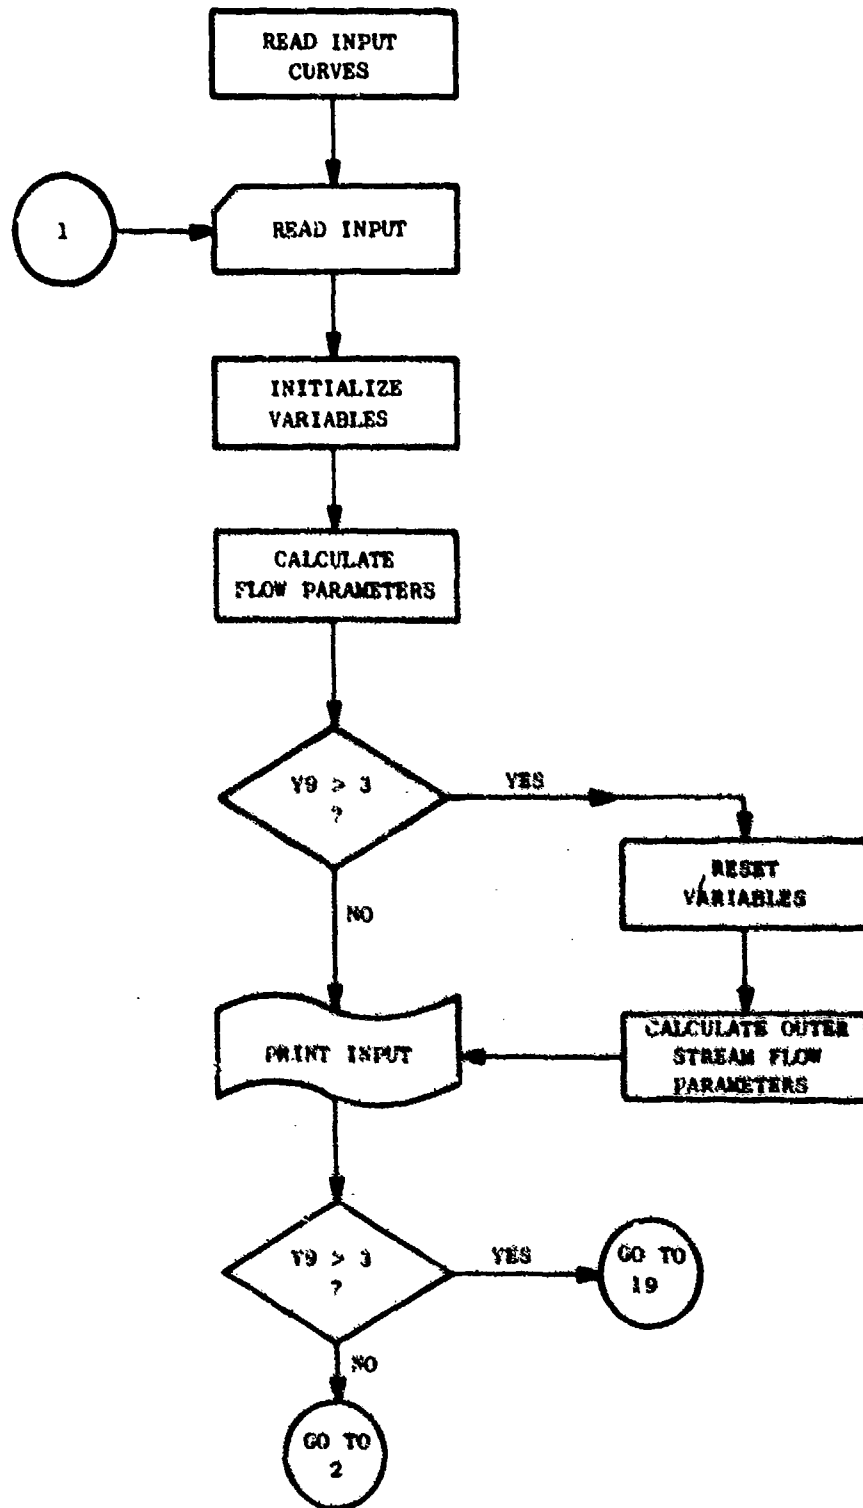 READ INPUT
CURVES
1
READ INPUT
INITIALIZE
VARIABLES
CALCULATE
FLOW PARAMETERS
Y9 > 3
?
YES
RESET
VARIABLES
NO
PRINT INPUT
CALCULATE OUTER
STREAM FLOW
PARAMETERS
Y9 > 3
?
YES
GO TO
19
NO
GO TO
2